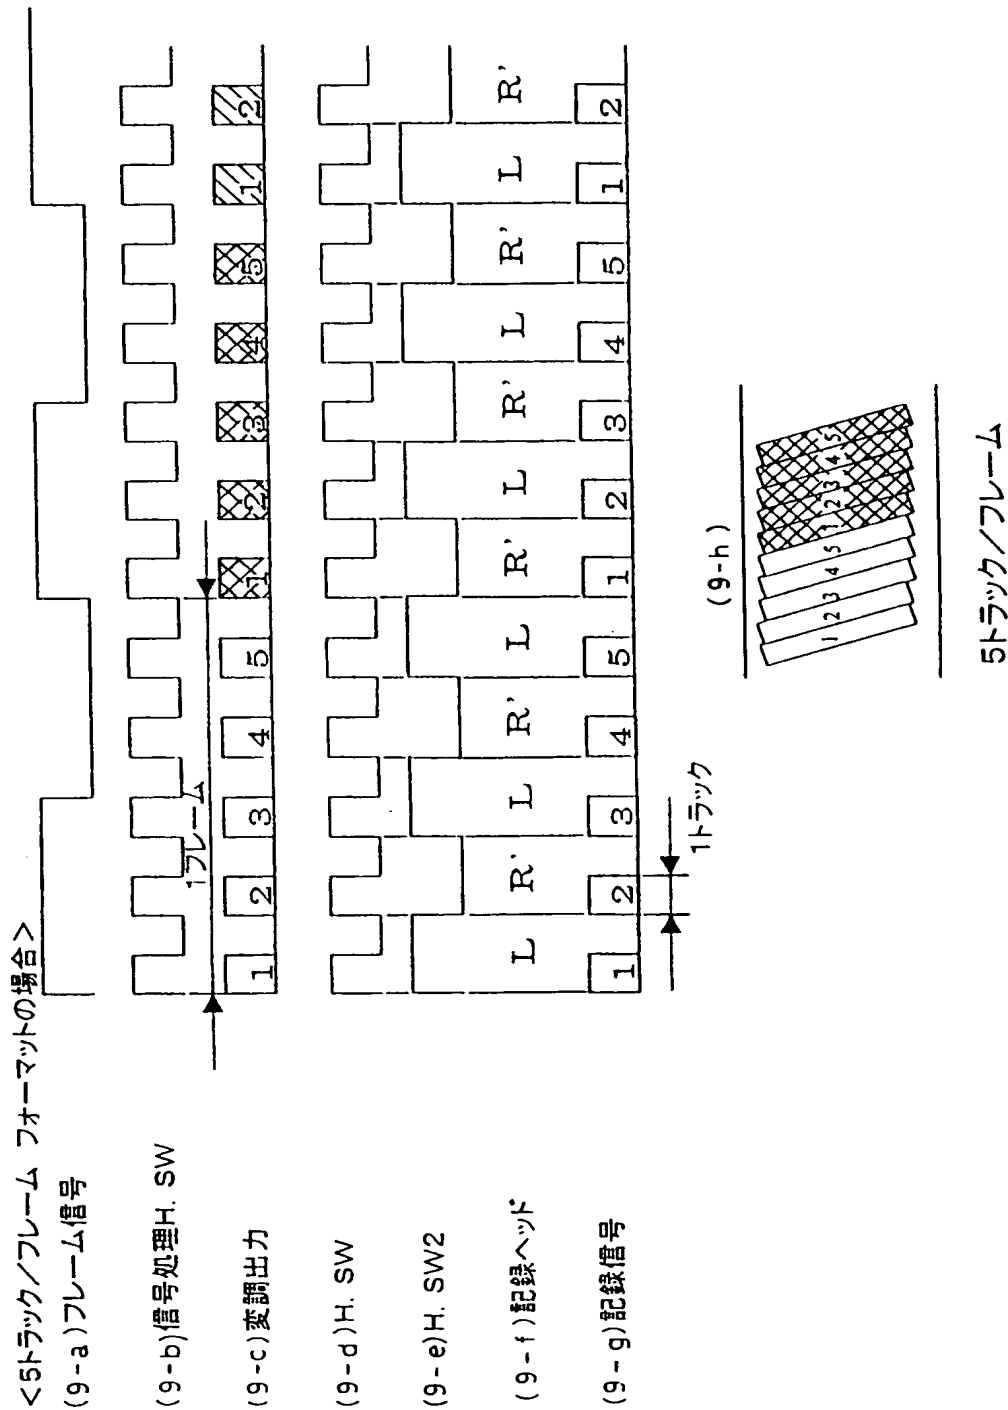 <5トラック／フレーム フォーマットの場合>
(9-a)フレーム信号
(9-b)信号処理H. SW
1フレーム
(9-c)変調出力
1 2 3 4 5 1 2 3 4 5 1 2
(9-d)H. SW
(9-e)H. SW2
(9-f)記録ヘッド
L R' L R' L R' L R' L R' L R'
(9-g)記録信号
1 2 3 4 5 1 2 3 4 5 1 2
1トラック
(9-h)
1 2 3 4 5 1 2 3 4 5
5トラック／フレーム